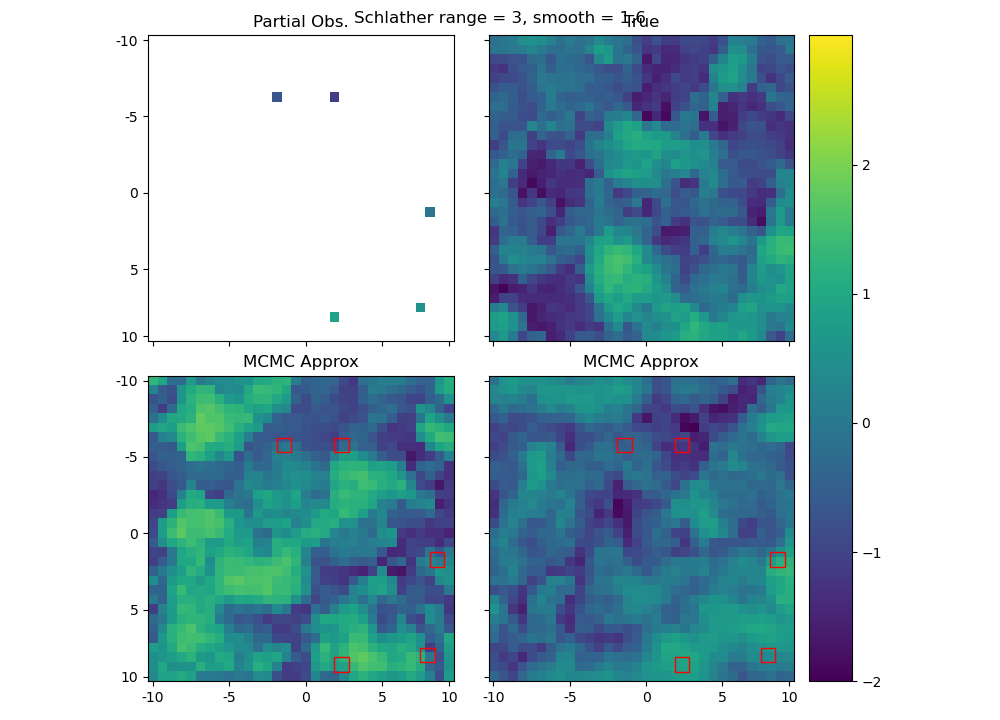 Schlather range = 3, smooth = 1.6
Partial Obs.
True
-10
-5
0
5
10
2
1
0
−1
−2
MCMC Approx
MCMC Approx
-10
-5
0
5
10
-10 -5 0 5 10
-10 -5 0 5 10